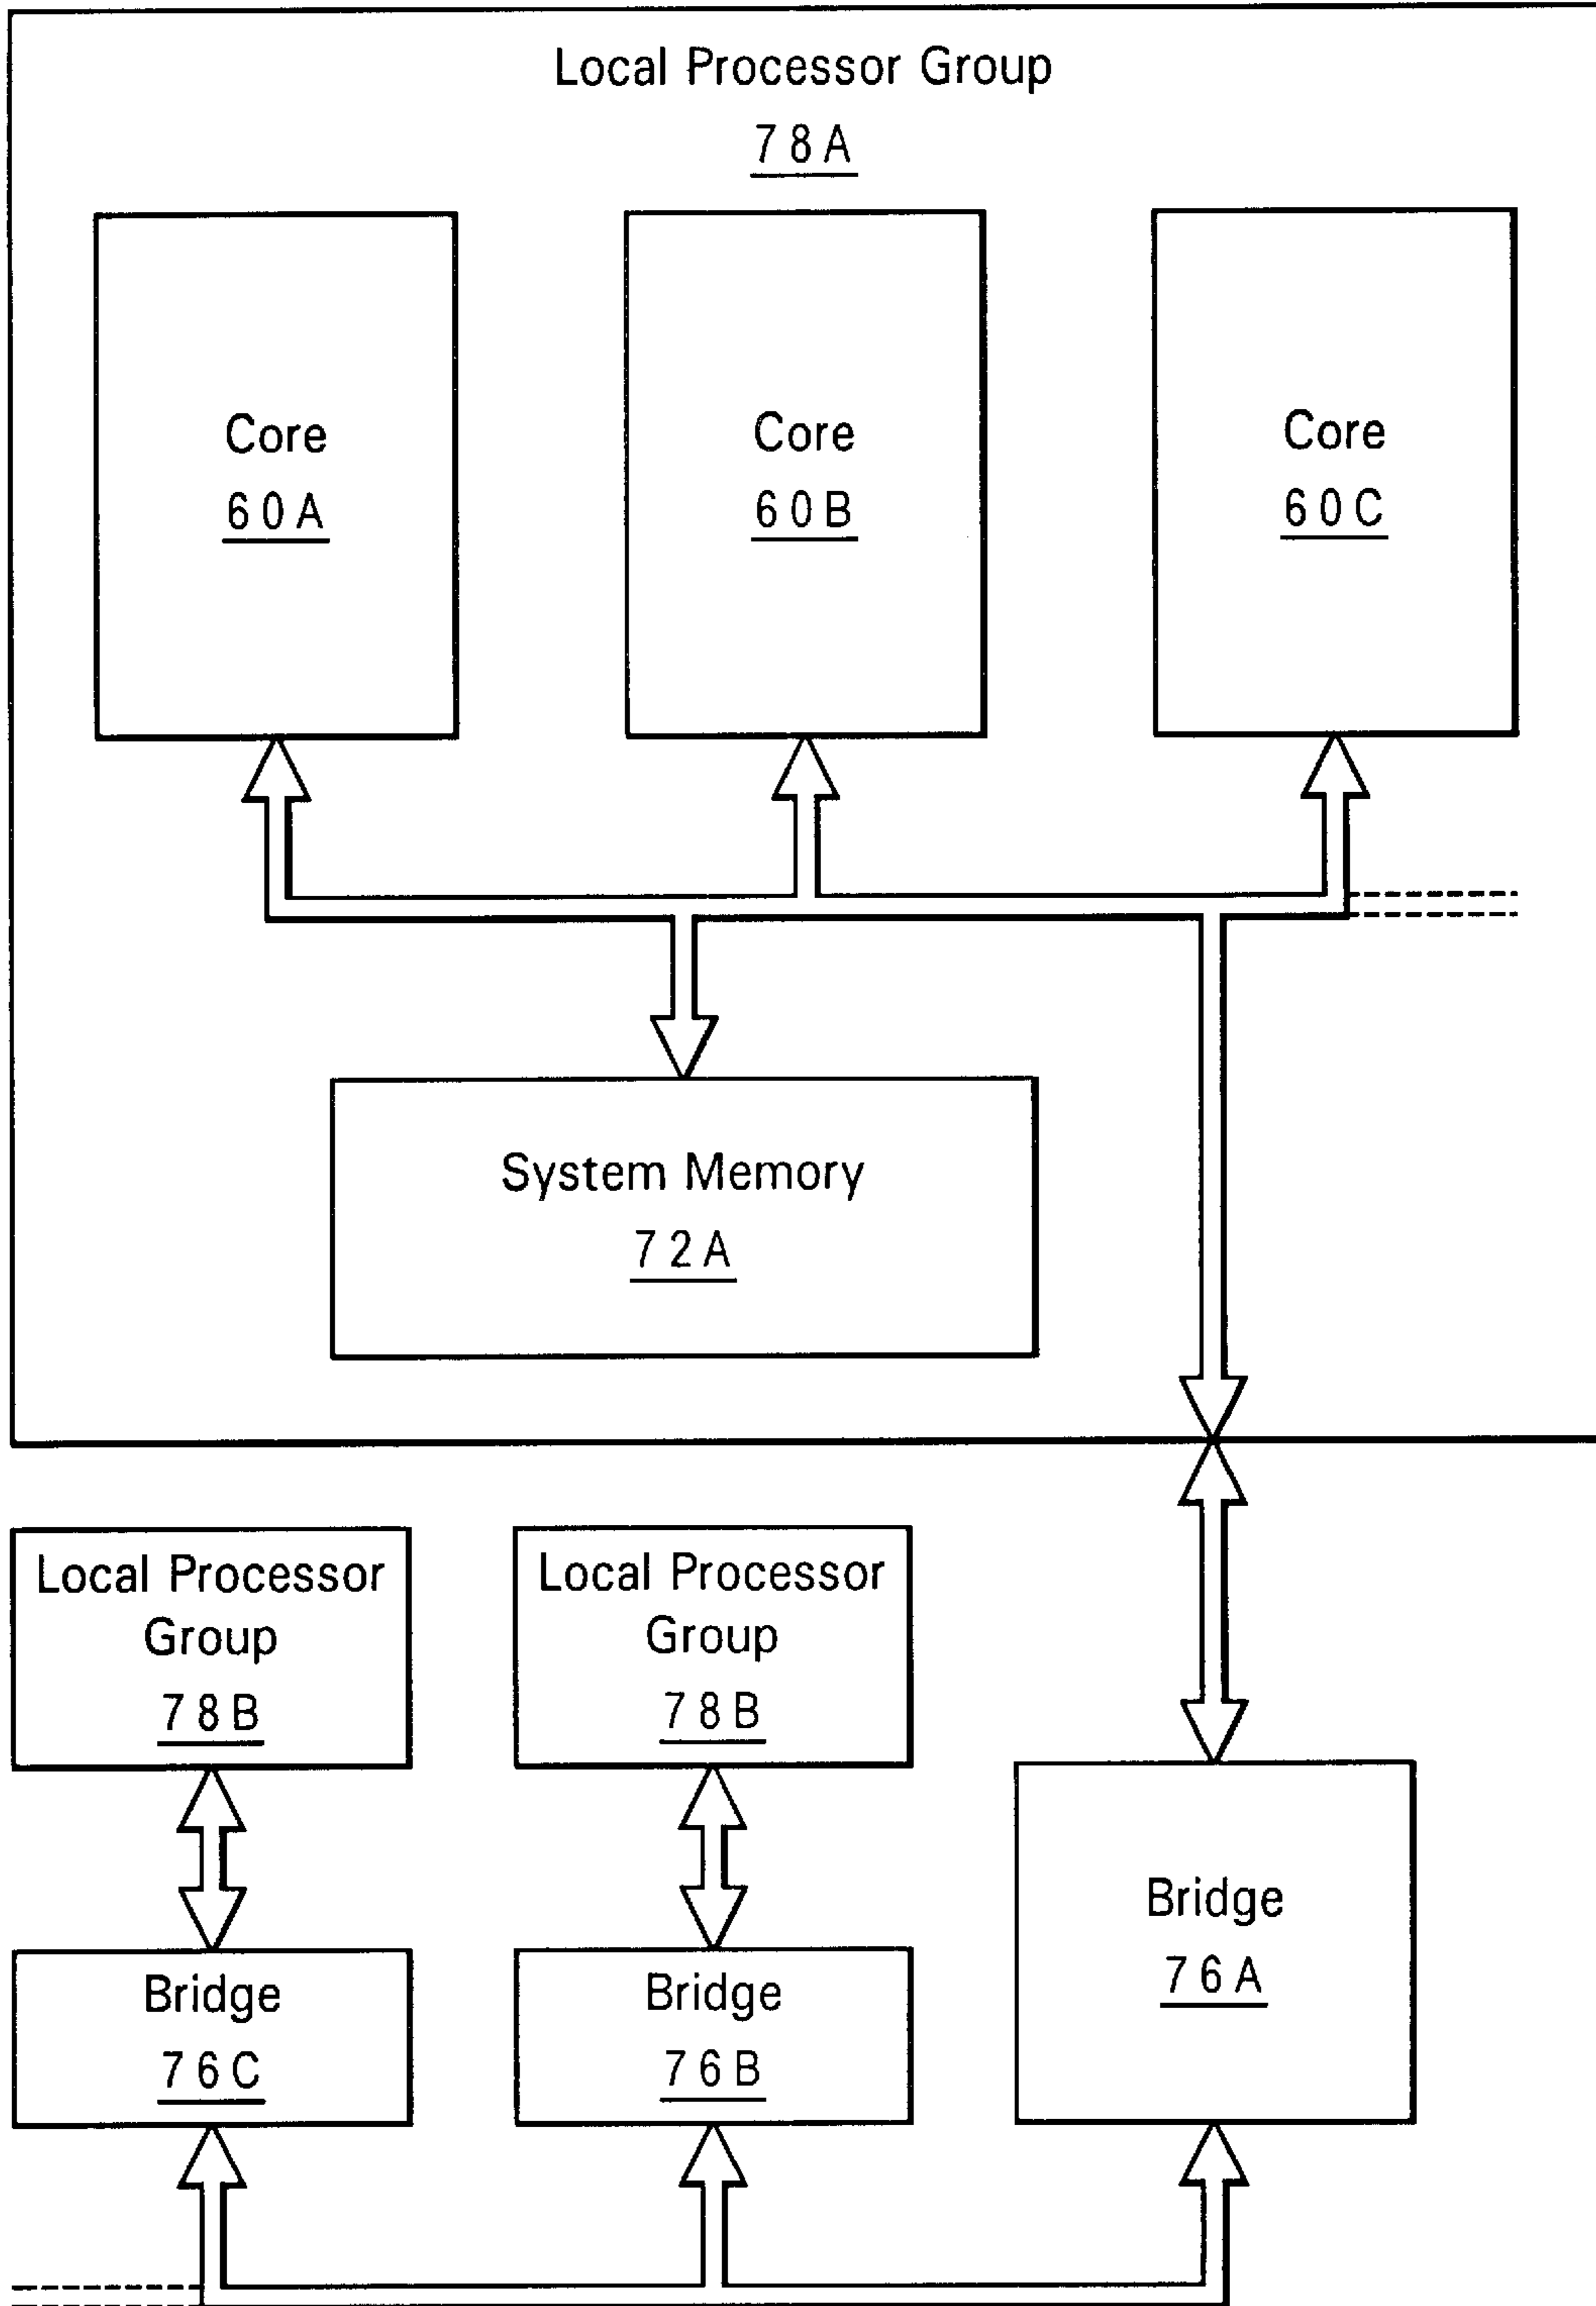 Local Processor Group
78A
Core
60A
Core
60B
Core
60C
System Memory
72A
Local Processor
Group
78B
Local Processor
Group
78B
Bridge
76A
Bridge
76C
Bridge
76B